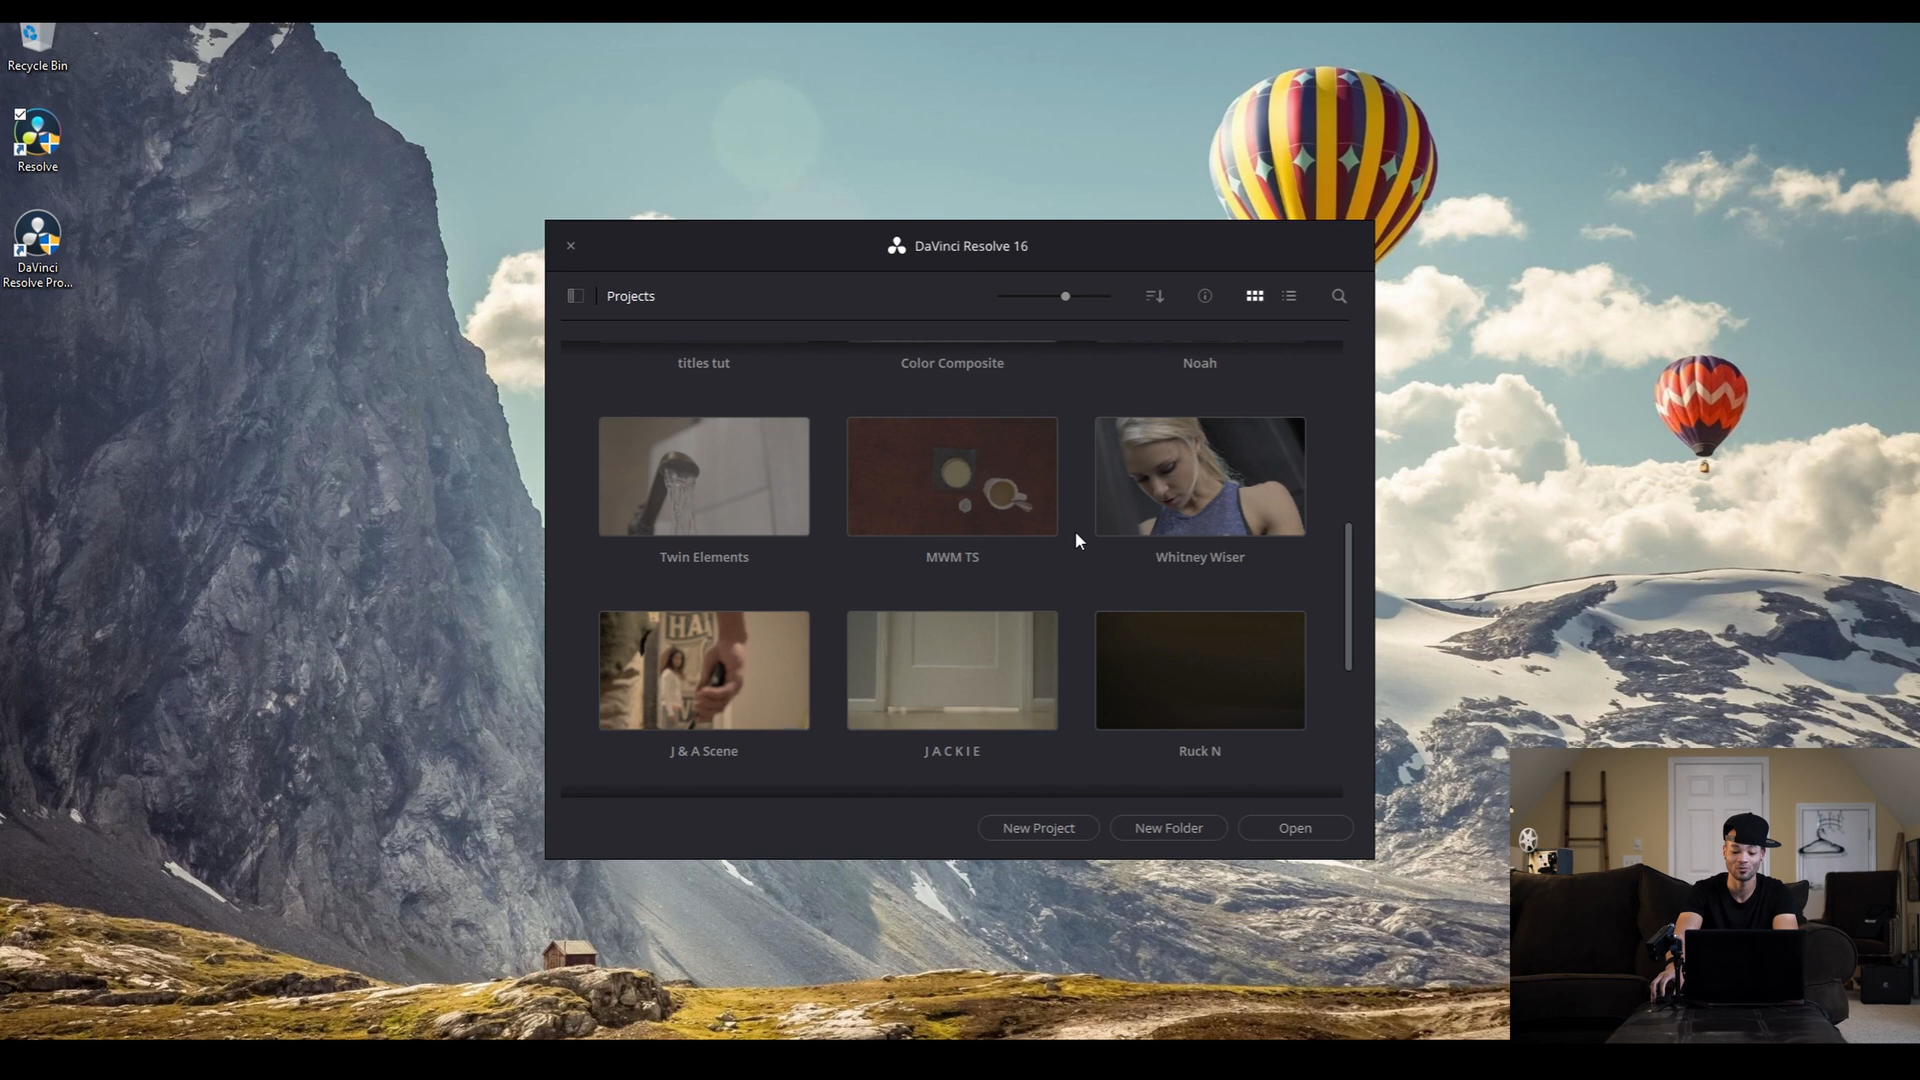 Recycle Bin
Resolve
DaVinci
Resolve Pro...
DaVinci Resolve 16
Projects
titles tut
Color Composite
Noah
Twin Elements
MWM TS
Whitney Wiser
HAI
J & A Scene
J A C K I E
Ruck N
New Project
New Folder
Open